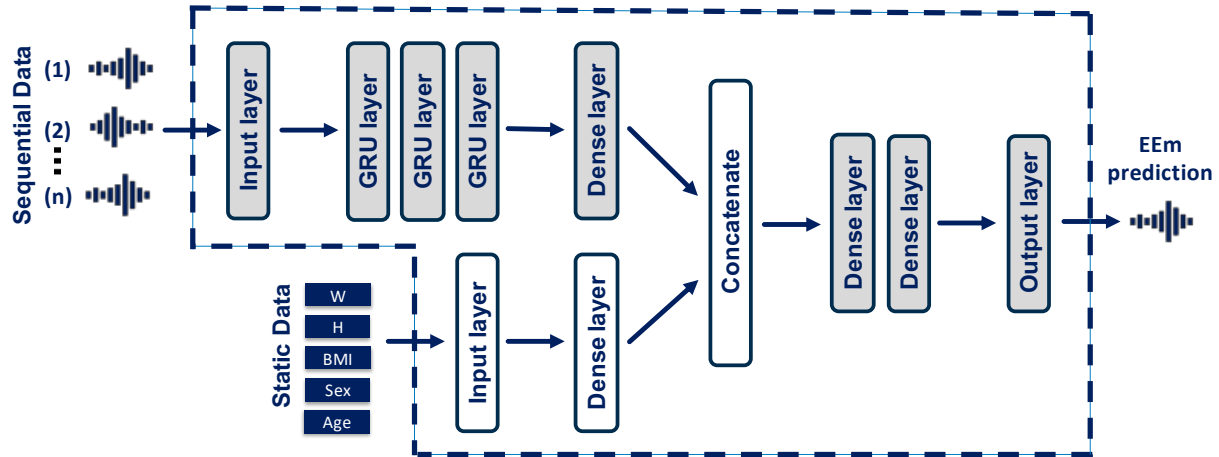 Sequential Data
(1)
(2)
(n)
Input layer
GRU layer
GRU layer
GRU layer
Dense layer
Concatenate
Dense layer
Dense layer
Output layer
EEm
prediction
Static Data
W
H
BMI
Sex
Age
Input layer
Dense layer